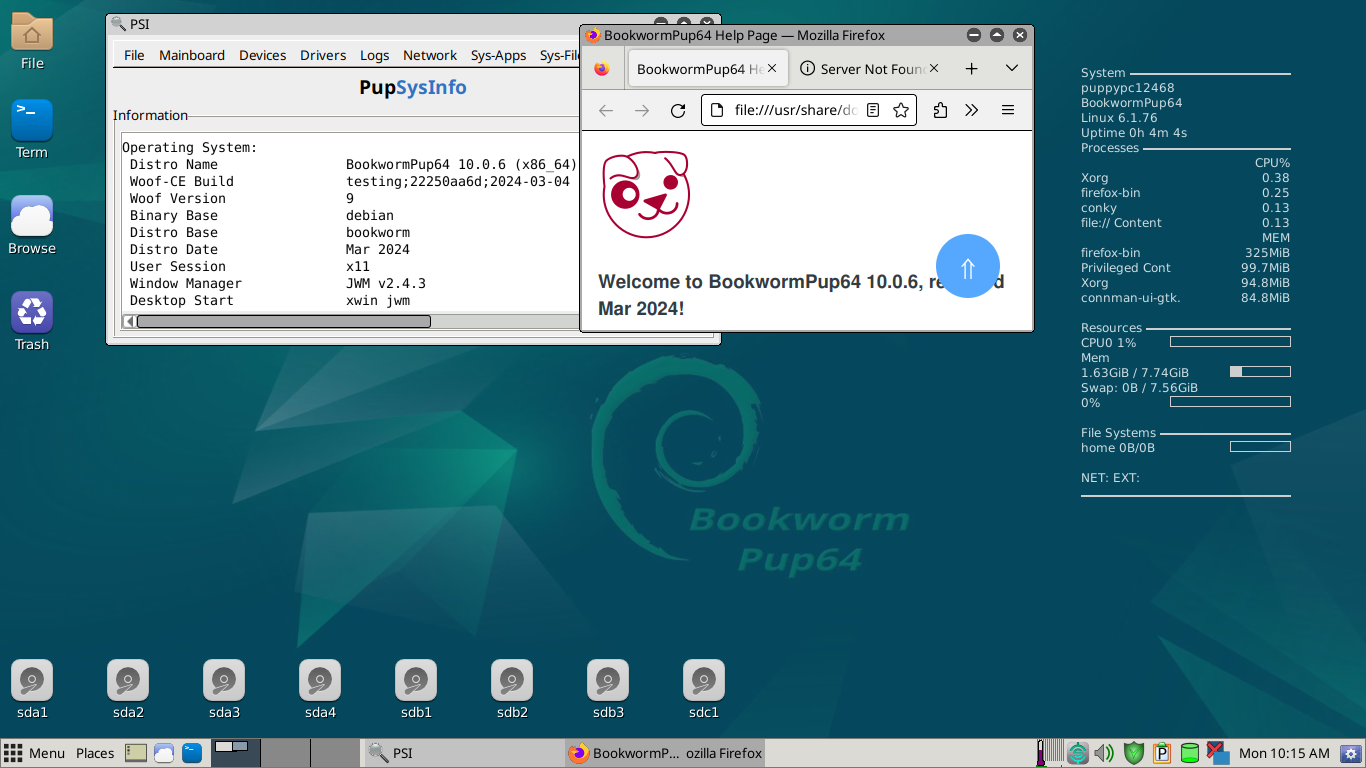 File
Term
Browse
Trash
PSI
File Mainboard Devices Drivers Logs Network Sys-Apps
PupSysInfo
Information
Operating System:
Distro Name BookwormPup64 10.0.6 (x86_64)
Woof-CE Build testing;22250aa6d;2024-03-04
Woof Version 9
Binary Base debian
Distro Base bookworm
Distro Date Mar 2024
User Session x11
Window Manager JWM v2.4.3
Desktop Start xwin jwm
BookwormPup64 Help Page — Mozilla Firefox
BookwormPup64 He
Server Not Foun
file:///usr/share/do
Welcome to BookwormPup64 10.0.6,
Mar 2024!
System
puppypc12468
BookwormPup64
Linux 6.1.76
Uptime 0h 4m 4s
Processes
CPU%
Xorg 0.38
firefox-bin 0.25
conky 0.13
file:// Content 0.13
MEM
firefox-bin 325MiB
Privileged Cont 99.7MiB
Xorg 94.8MiB
connman-ui-gtk. 84.8MiB
Resources
CPU0 1%
Mem
1.63GiB / 7.74GiB
Swap: 0B / 7.56GiB
0%
File Systems
home 0B/0B
NET: EXT:
Bookworm
Pup64
sda1 sda2 sda3 sda4 sdb1 sdb2 sdb3 sdc1
Menu Places PSI BookwormP... ozilla Firefox Mon 10:15 AM